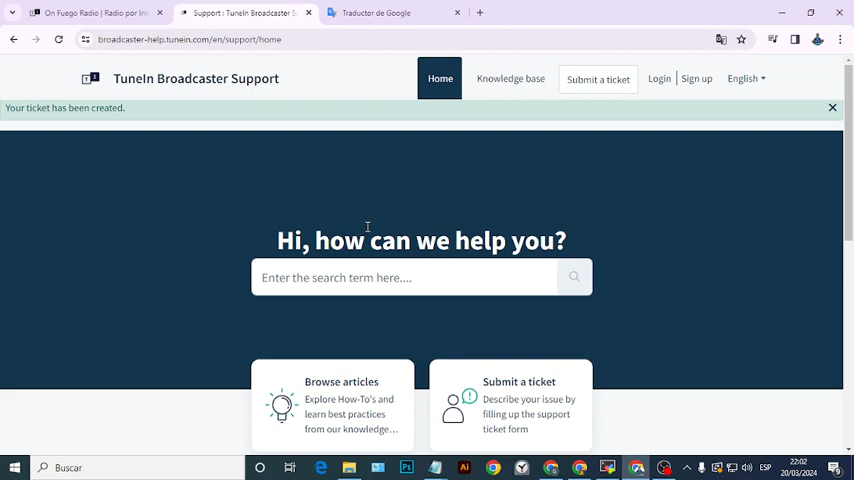 On Fuego Radio | Radio por Int
Support : TuneIn Broadcaster S
Traductor de Google
broadcaster-help.tunein.com/en/support/home
TuneIn Broadcaster Support
Home
Knowledge base
Submit a ticket
Login
Sign up
English
Your ticket has been created.
Hi, how can we help you?
Enter the search term here....
Browse articles
Explore How-To's and
learn best practices
from our knowledge...
Submit a ticket
Describe your issue by
filling up the support
ticket form
Buscar
Ps
Ai
ESP
22:02
20/03/2024